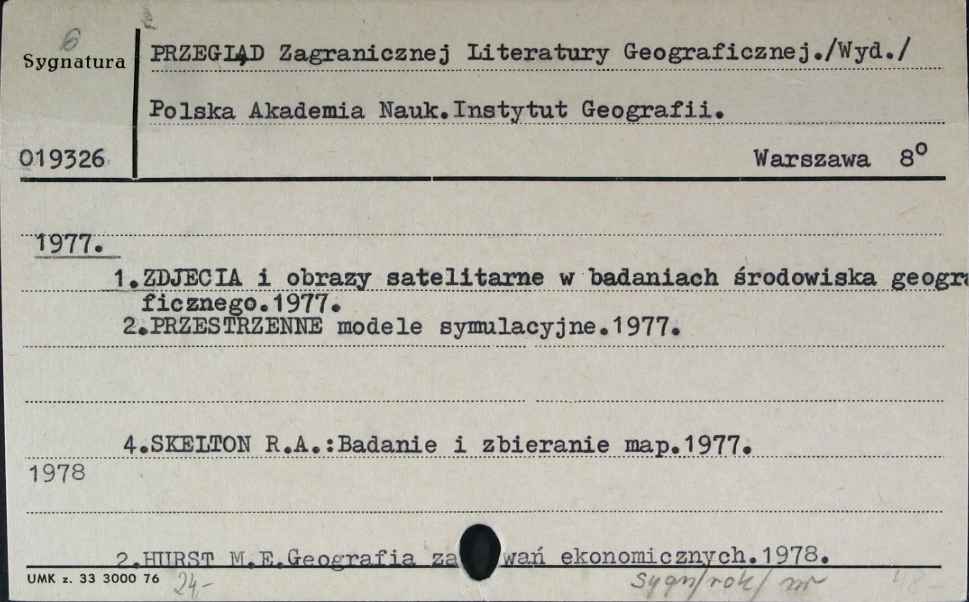 6
Sygnatura
PRZEGLĄD Zagranicznej Literatury Geograficznej./Wyd./
Polska Akademia Nauk.Instytut Geografii.
019326
Warszawa 8°
1977.
1.ZDJECIA i obrazy satelitarne w badaniach środowiska geogra
ficznego.1977.
2.PRZESTRZENNE modele symulacyjne.1977.
4.SKELTON R.A.:Badanie i zbieranie map.1977.
1978
2.HURST M.E.Geografia za wań ekonomicznych.1978.
UMK z. 33 3000 76
24,-
Sygn/rok/ nr